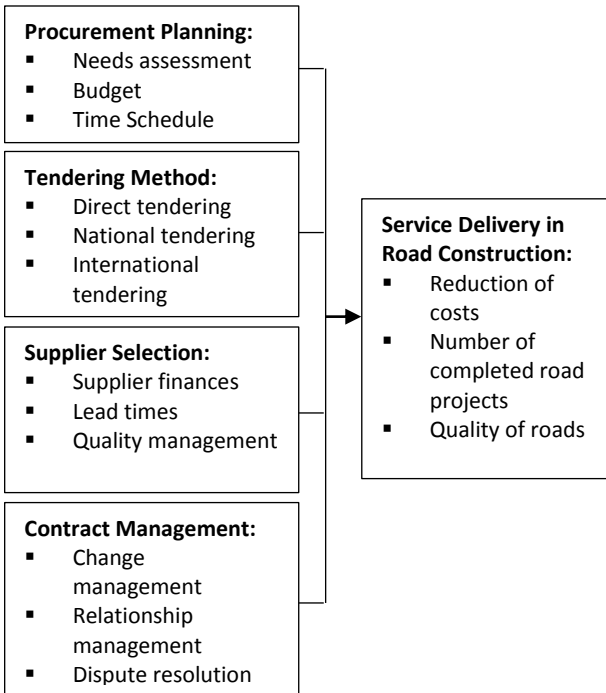 Procurement Planning:
▪ Needs assessment
▪ Budget
▪ Time Schedule
Tendering Method:
▪ Direct tendering
▪ National tendering
▪ International
tendering
Supplier Selection:
▪ Supplier finances
▪ Lead times
▪ Quality management
Contract Management:
▪ Change
management
▪ Relationship
management
▪ Dispute resolution
Service Delivery in
Road Construction:
▪ Reduction of
costs
▪ Number of
completed road
projects
▪ Quality of roads